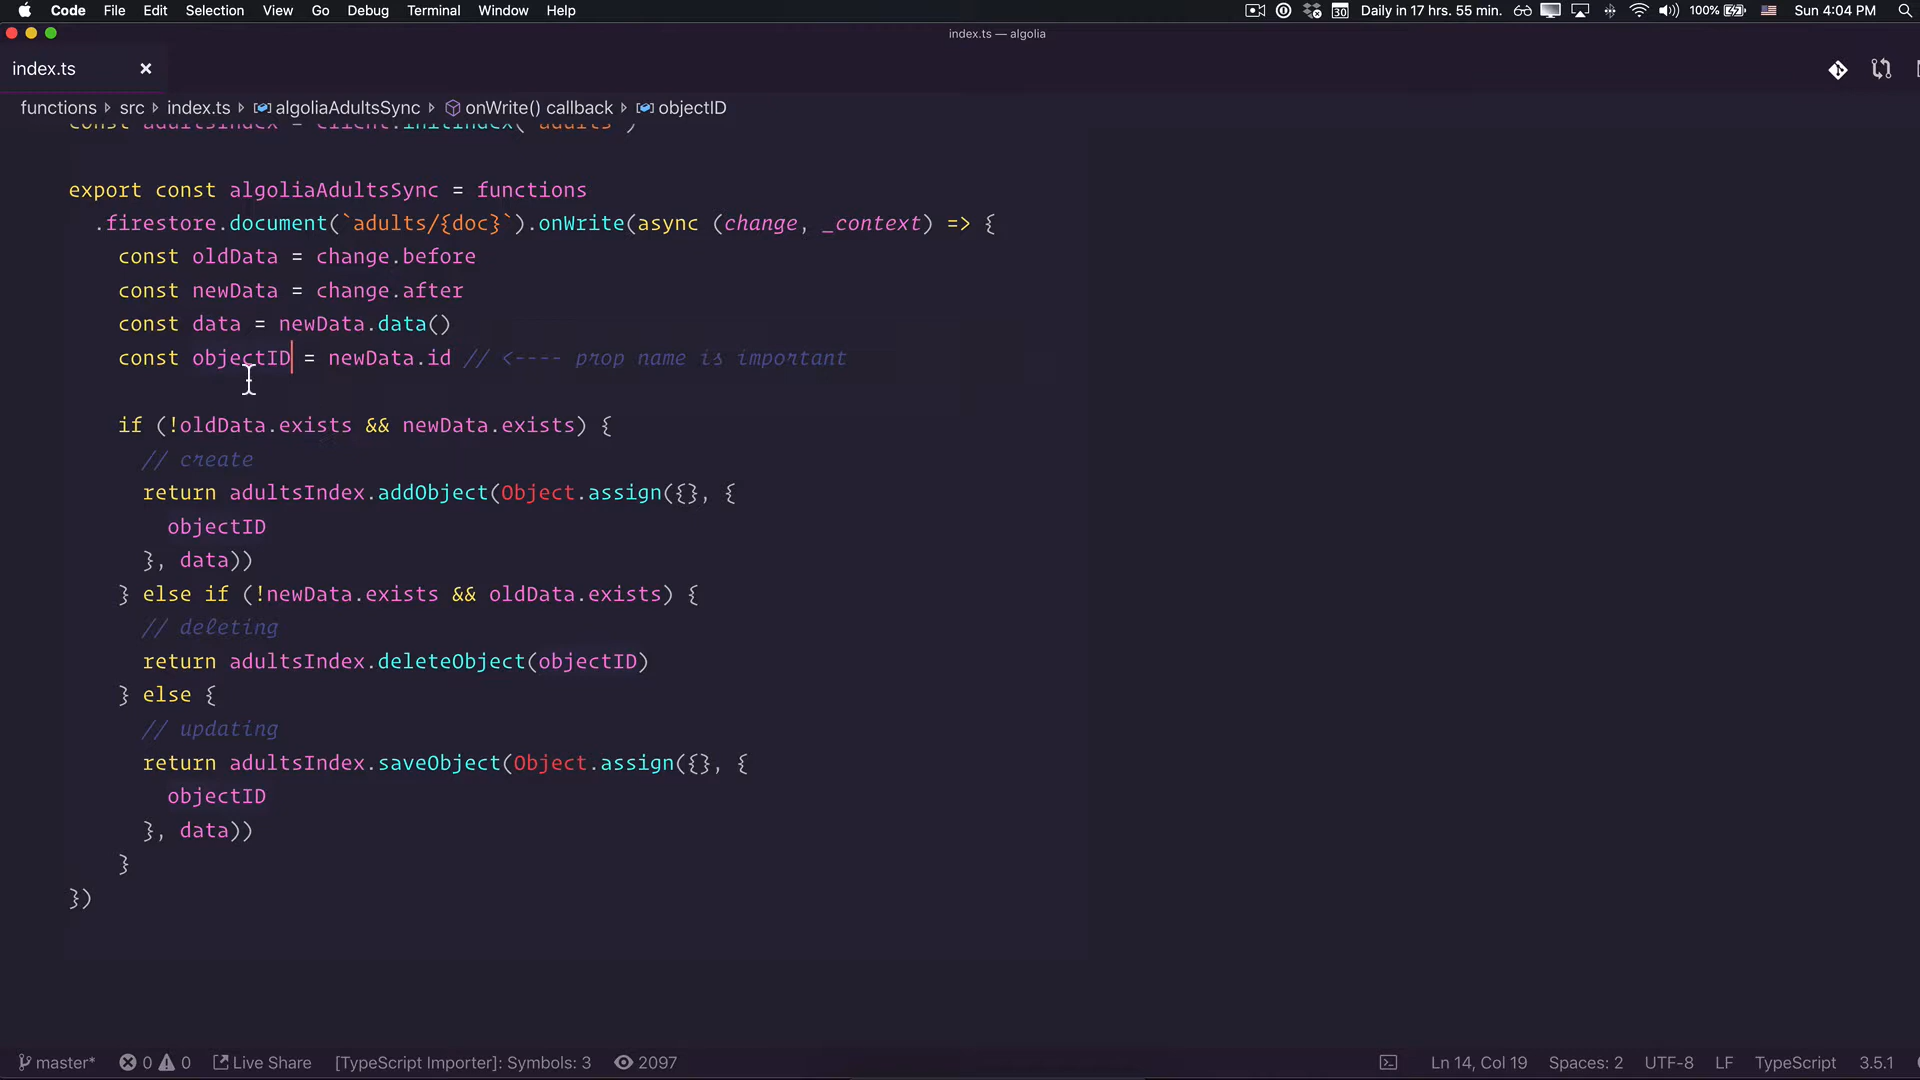 Code File Edit Selection View Go Debug Terminal Window Help
30 Daily in 17 hrs. 55 min. 100% Sun 4:04 PM
index.ts — algolia
index.ts
functions src index.ts algoliaAdultsSync onWrite() callback objectID
const adultsIndex = client.initIndex('adults')
export const algoliaAdultsSync = functions
.firestore.document(`adults/{doc}`).onWrite(async (change, _context) => {
const oldData = change.before
const newData = change.after
const data = newData.data()
const objectID = newData.id // <---- prop name is important
if (!oldData.exists && newData.exists) {
// create
return adultsIndex.addObject(Object.assign({}, {
objectID
}, data))
} else if (!newData.exists && oldData.exists) {
// deleting
return adultsIndex.deleteObject(objectID)
} else {
// updating
return adultsIndex.saveObject(Object.assign({}, {
objectID
}, data))
}
})
master* 0 0 Live Share [TypeScript Importer]: Symbols: 3 2097 Ln 14, Col 19 Spaces: 2 UTF-8 LF TypeScript 3.5.1